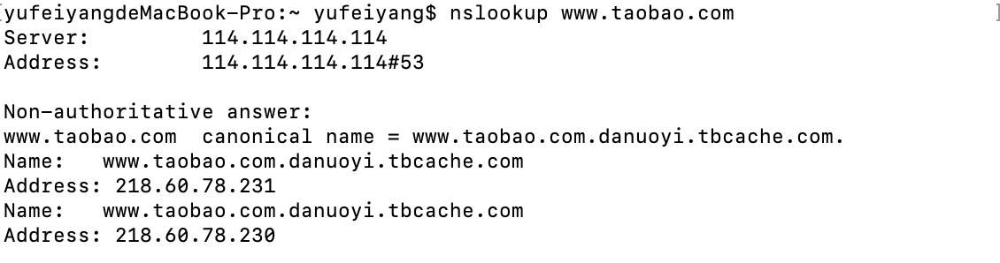 [yufeiyangdeMacBook-Pro:~ yufeiyang$ nslookup www.taobao.com ]
Server: 114.114.114.114
Address: 114.114.114.114#53
Non-authoritative answer:
www.taobao.com canonical name = www.taobao.com.danuoyi.tbcache.com.
Name: www.taobao.com.danuoyi.tbcache.com
Address: 218.60.78.231
Name: www.taobao.com.danuoyi.tbcache.com
Address: 218.60.78.230